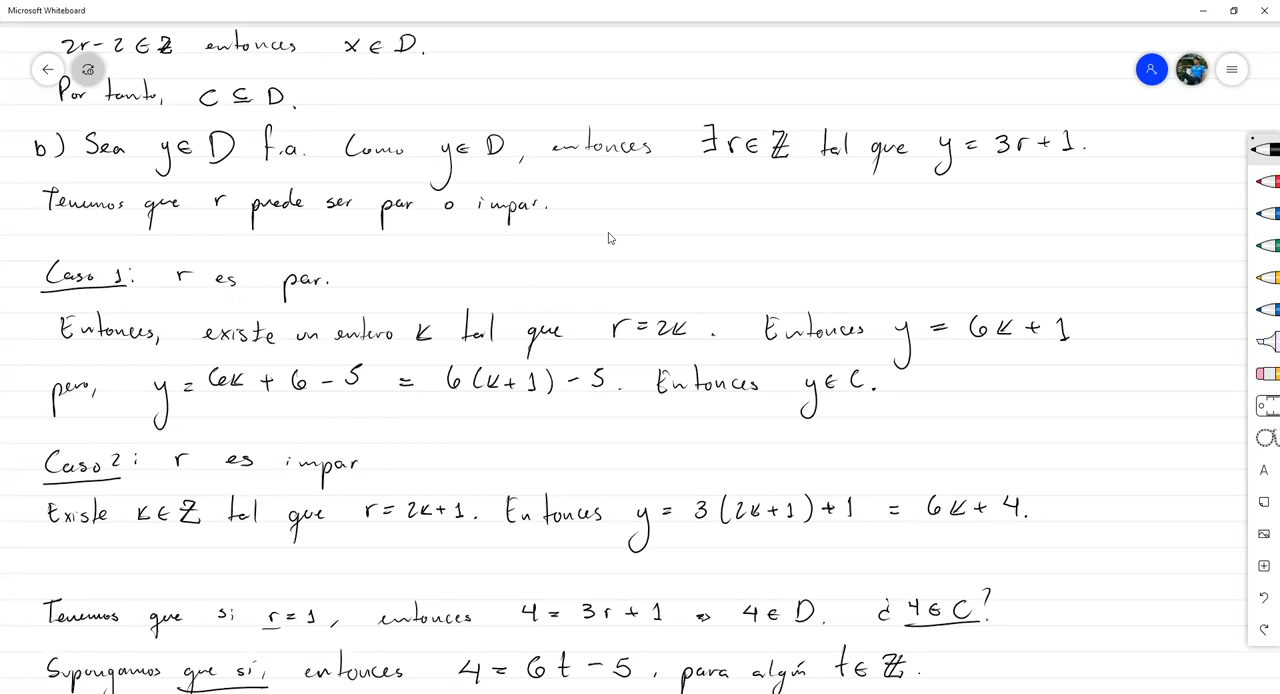 Microsoft Whiteboard
2r-2 ∈ ℤ entonces x ∈ D.
Por tanto, C ⊆ D.
b) Sea y ∈ D f.a. Como y ∈ D, entonces ∃ r ∈ ℤ tal que y = 3r + 1.
Tenemos que r puede ser par o impar.
Caso 1: r es par.
Entonces, existe un entero k tal que r = 2k. Entonces y = 6k + 1
pero, y = 6k + 6 - 5 = 6(k+1) - 5. Entonces y ∈ C.
Caso 2: r es impar
Existe k ∈ ℤ tal que r = 2k+1. Entonces y = 3(2k+1)+1 = 6k + 4.
Tenemos que si r = 1, entonces 4 = 3r + 1 ⇒ 4 ∈ D. ¿4 ∈ C?
Supongamos que si, entonces 4 = 6t - 5, para algún t ∈ ℤ.
A